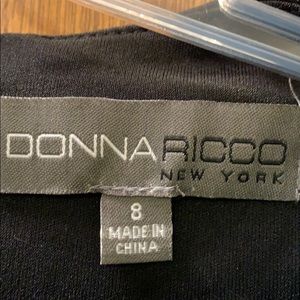 DONNA RICCO
NEW YORK
8
MADE IN
CHINA